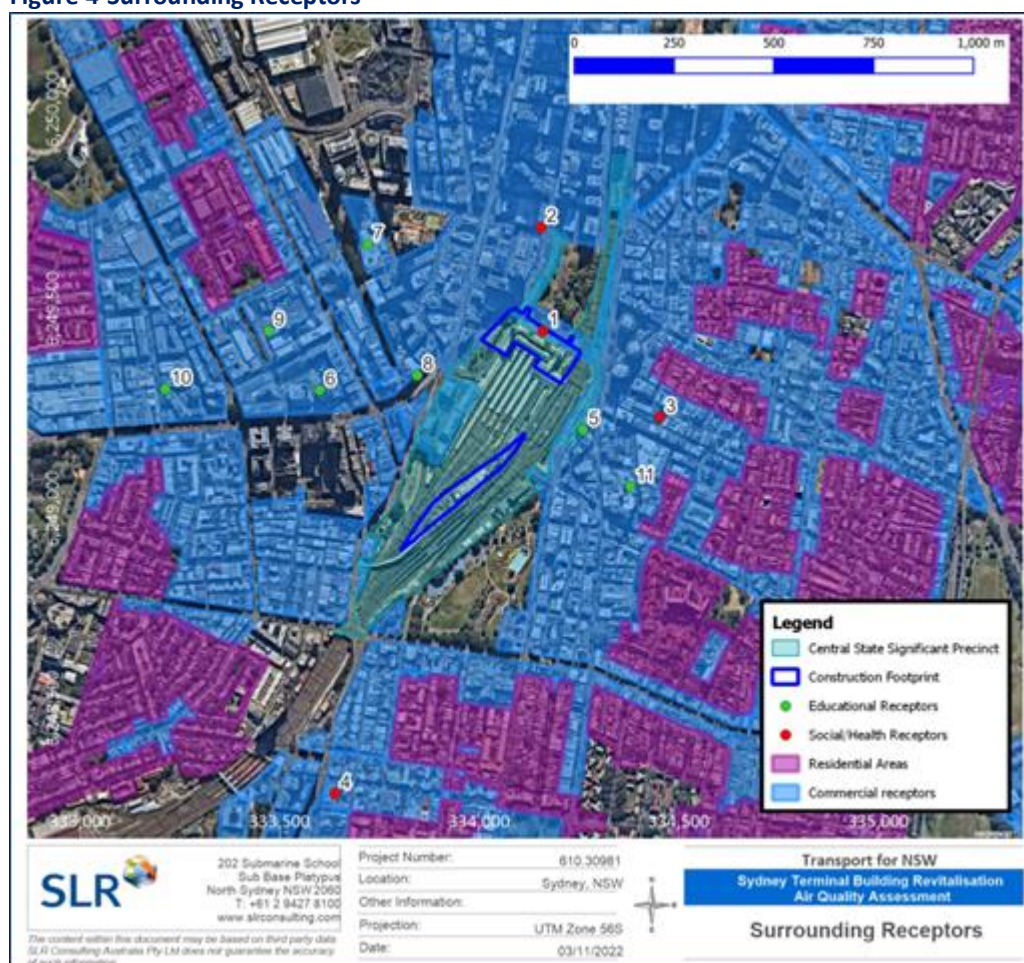 Figure 4 Surrounding Receptors
0 250 500 750 1,000 m
6,250,000
7
2
6,249,500
9
1
10
6
8
3
5
11
6,249,000
Legend
Central State Significant Precinct
Construction Footprint
Educational Receptors
Social/Health Receptors
Residential Areas
Commercial receptors
4
333,000 333,500 334,000 334,500 335,000
SLR
202 Submarine School
Sub Base Platypus
North Sydney NSW 2060
T: +61 2 9427 8100
www.slrconsulting.com
The content within this document may be based on third party data.
SLR Consulting Australia Pty Ltd does not guarantee the accuracy
of such information.
Project Number: 610.30981
Location: Sydney, NSW
Other Information:
Projection: UTM Zone 56S
Date: 03/11/2022
Transport for NSW
Sydney Terminal Building Revitalisation
Air Quality Assessment
Surrounding Receptors